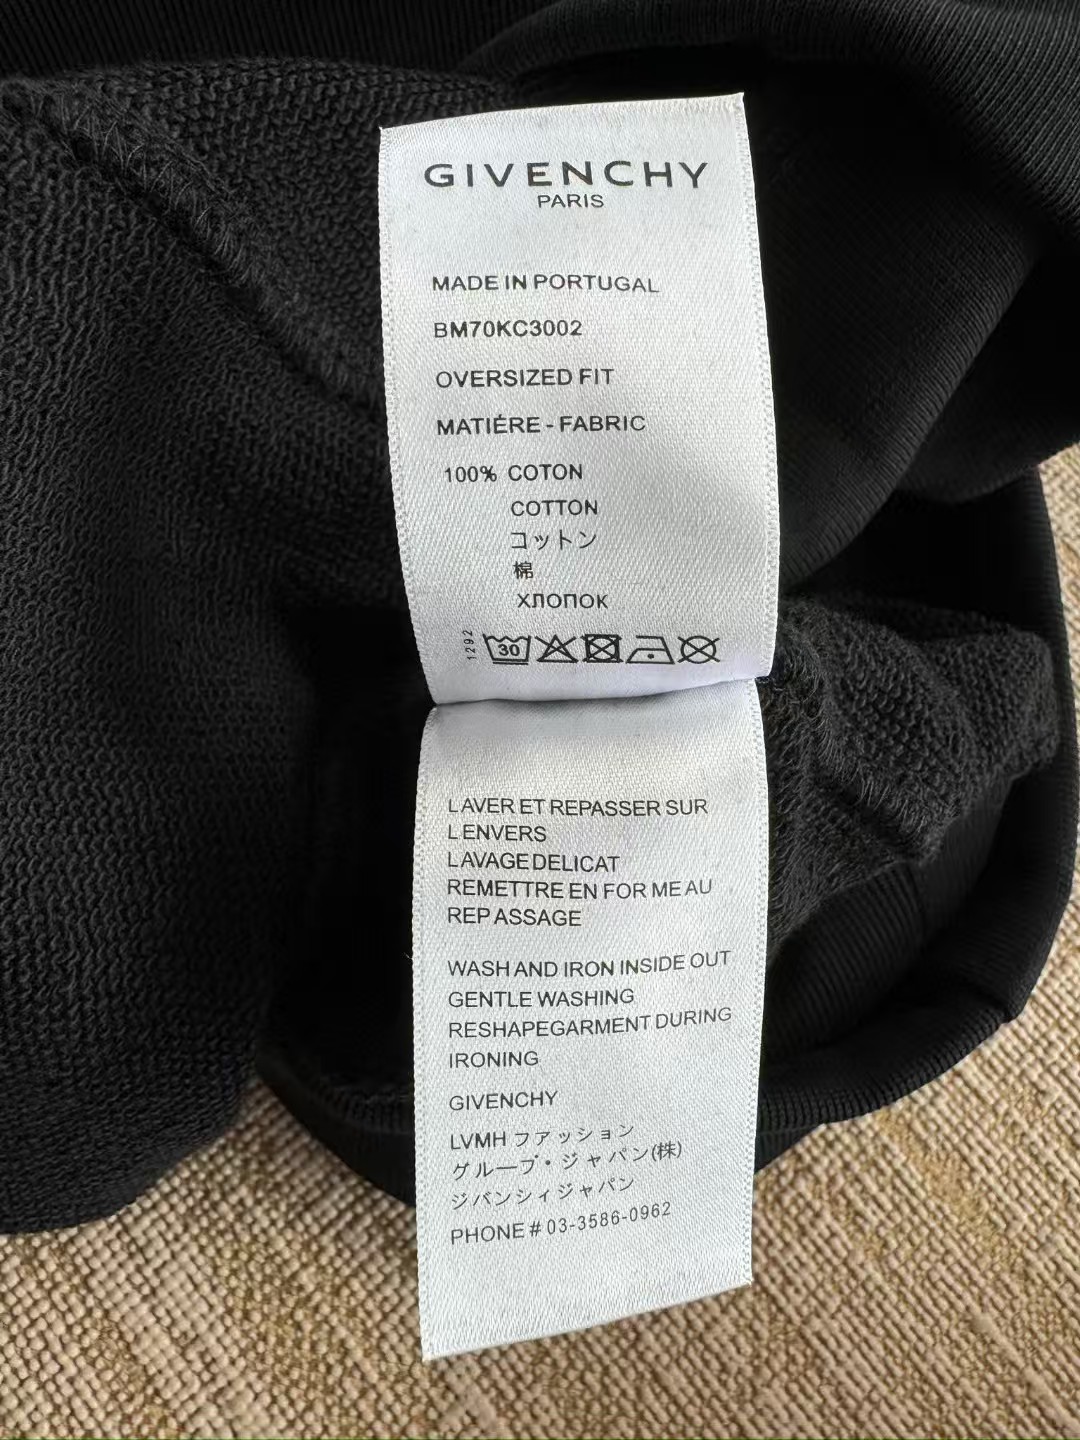 GIVENCHY
PARIS
MADE IN PORTUGAL
BM70KC3002
OVERSIZED FIT
MATIÉRE - FABRIC
100% COTON
COTTON
コットン
棉
ХЛОПОК
1292
30
LAVER ET REPASSER SUR
LENVERS
LAVAGE DELICAT
REMETTRE EN FOR ME AU
REP ASSAGE
WASH AND IRON INSIDE OUT
GENTLE WASHING
RESHAPEGARMENT DURING
IRONING
GIVENCHY
LVMH ファッション
グループ・ジャパン(株)
ジバンシィジャパン
PHONE # 03-3586-0962